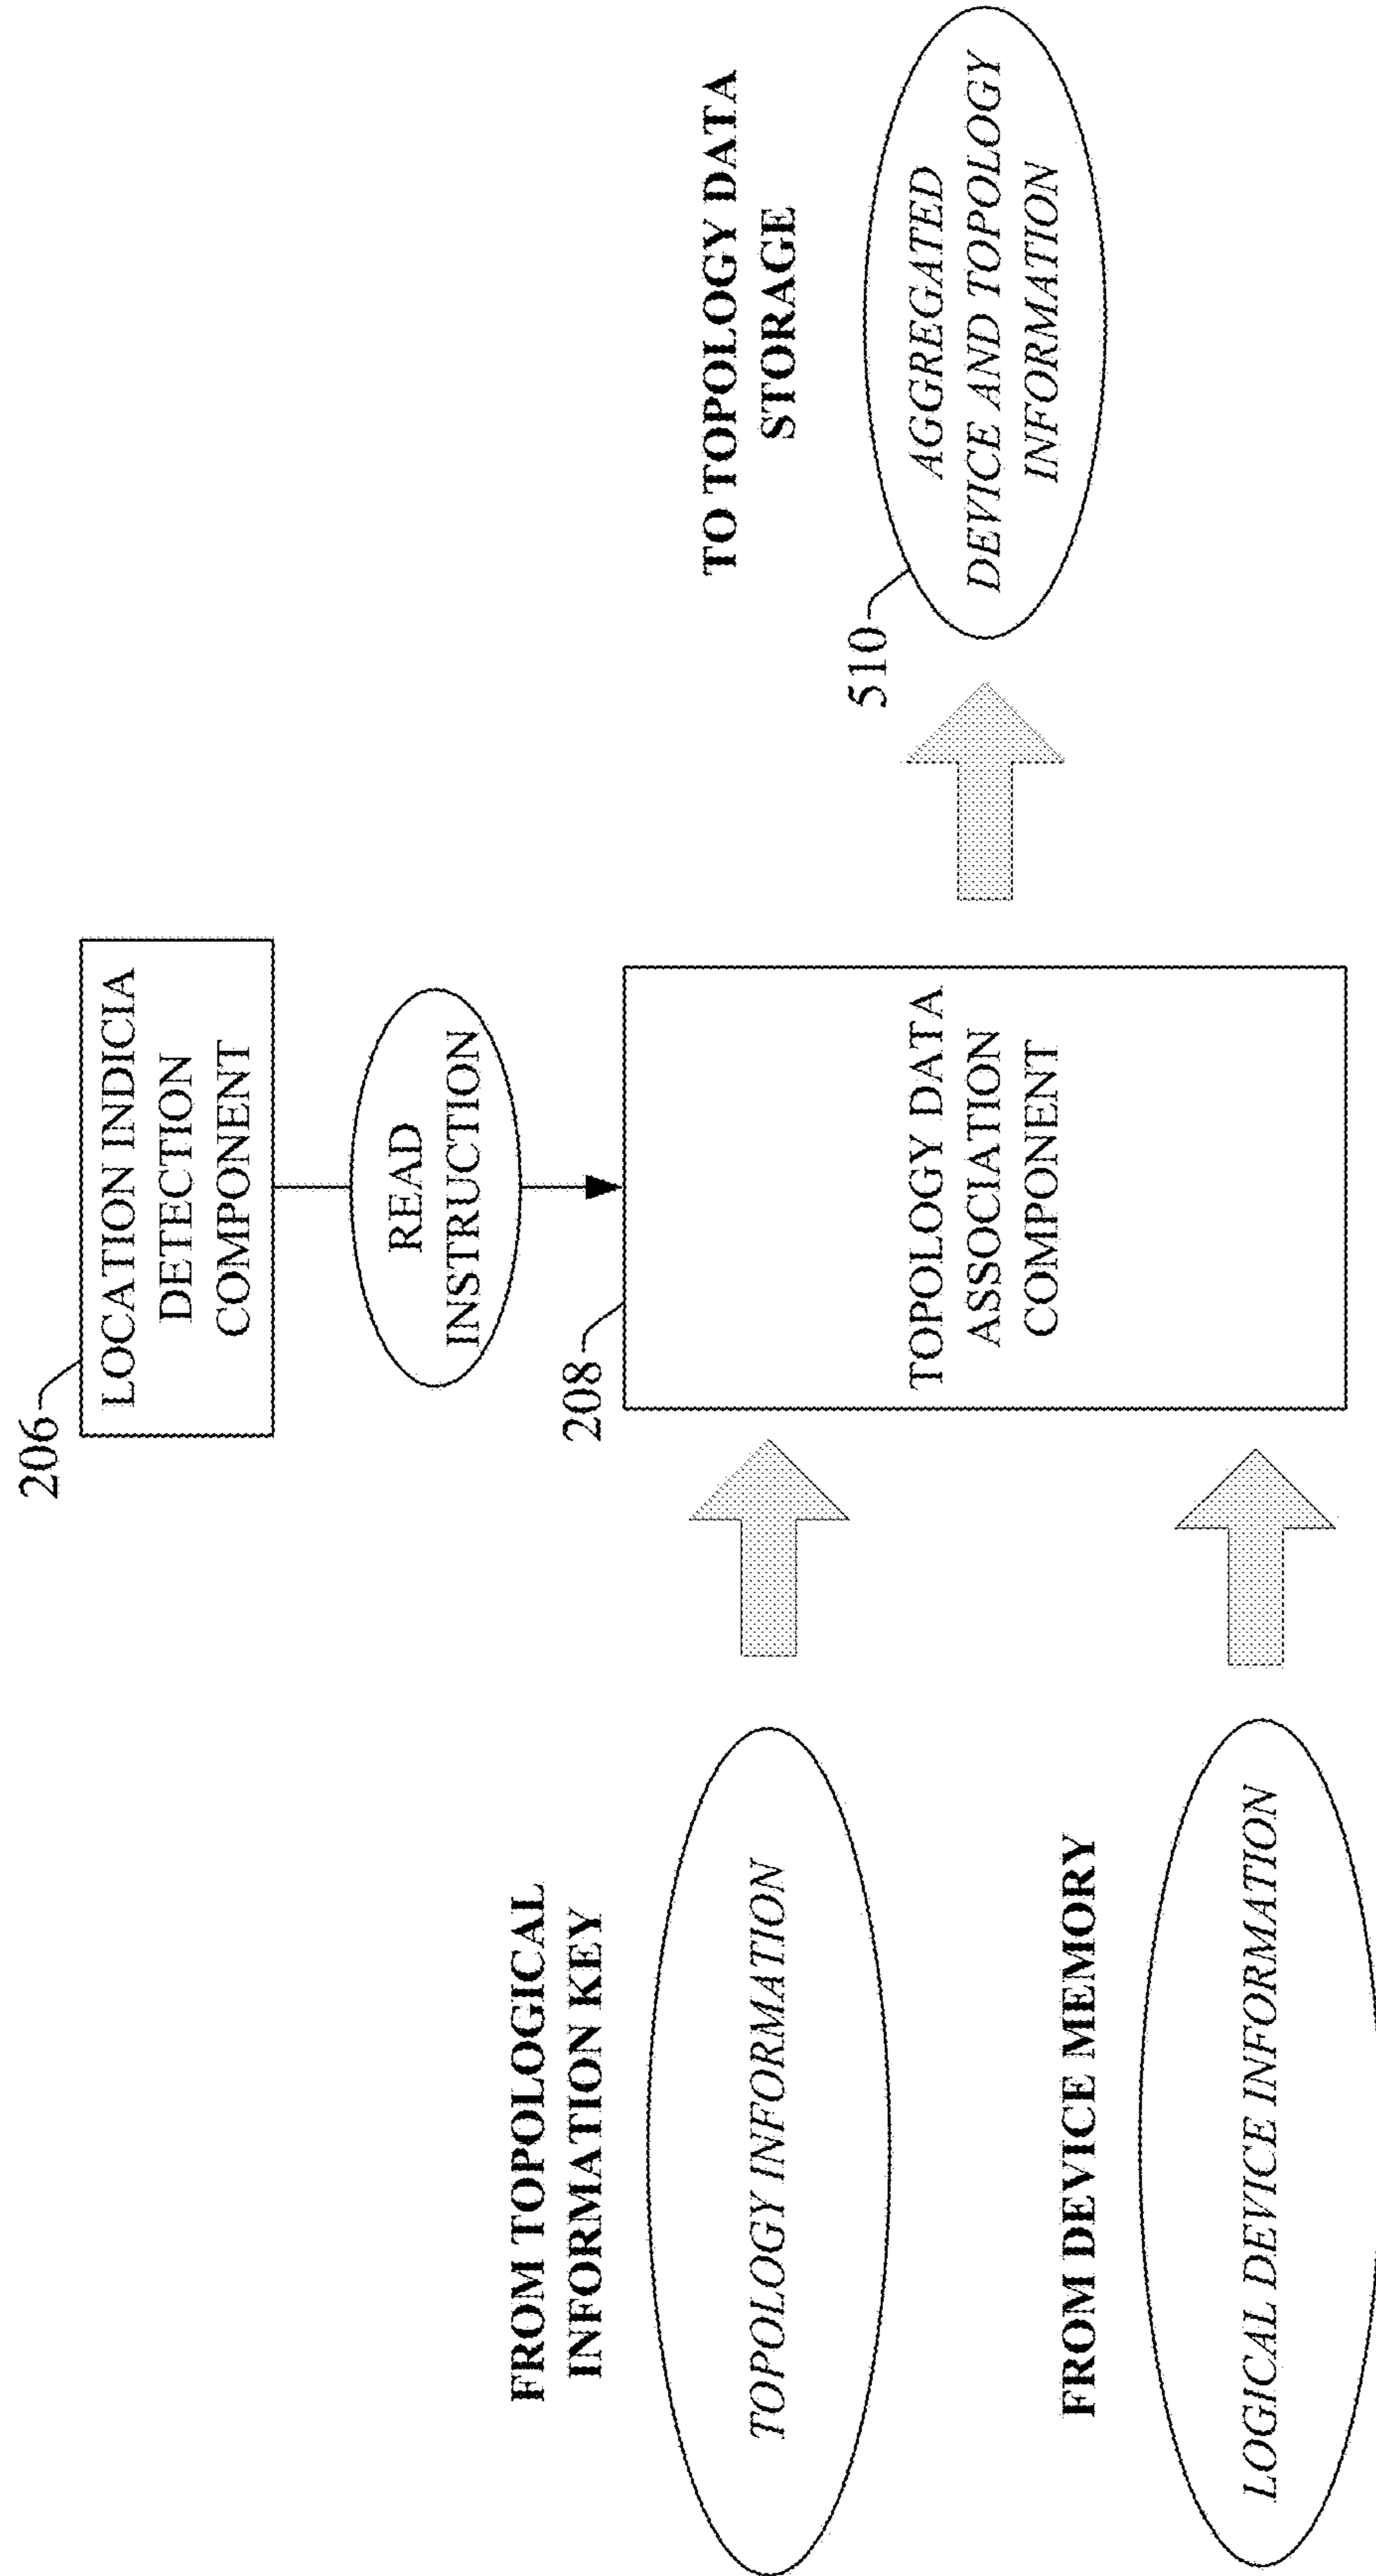 206
LOCATION INDICIA
DETECTION
COMPONENT
READ
INSTRUCTION
FROM TOPOLOGICAL
INFORMATION KEY
TOPOLOGY INFORMATION
FROM DEVICE MEMORY
LOGICAL DEVICE INFORMATION
208
TOPOLOGY DATA
ASSOCIATION
COMPONENT
TO TOPOLOGY DATA
STORAGE
510
AGGREGATED
DEVICE AND TOPOLOGY
INFORMATION